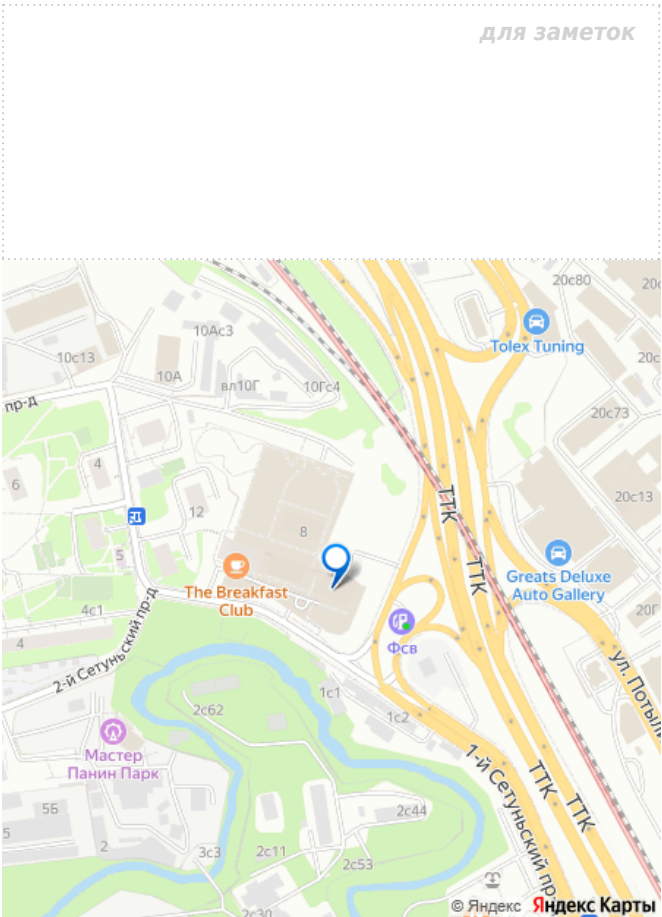 для заметок
20с80
20с
Tolex Tuning
10Ас3
10с13
10А
вл10Г
10Гс4
20с
пр-д
20с73
4
6
ТТК
20с13
12
8
5
ТТК
The Breakfast
Club
Greats Deluxe
Auto Gallery
2-й Сетуньский пр-д
4с1
Фсв
20Г
4
ул. Потыли
1с1
2с62
1с2
Мастер
Панин Парк
1-й Сетуньский пр
ТТК
ТТК
5Б
2с44
5
2
3с3
2с11
2с53
2с30
© Яндекс Яндекс Карты